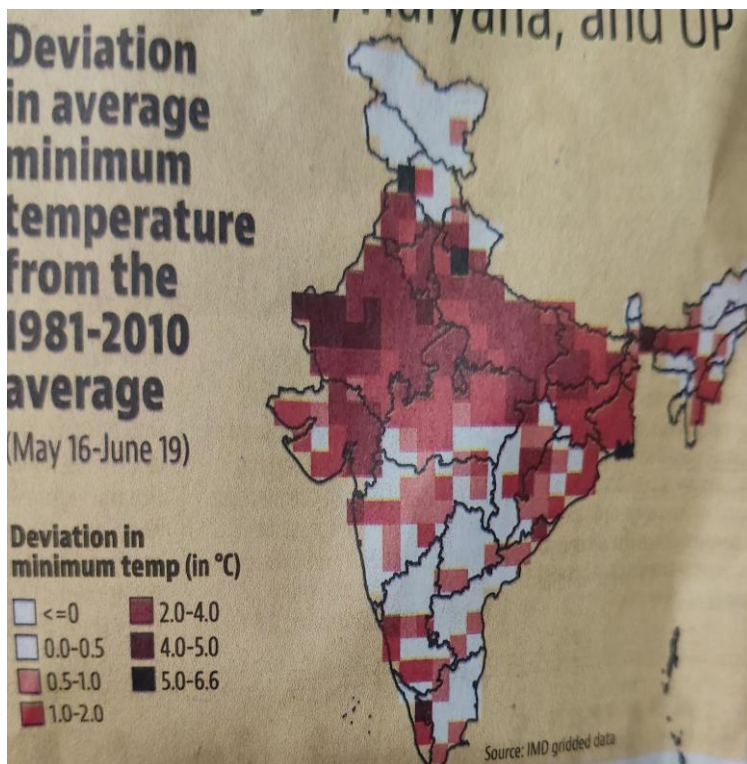 Haryana, and UP
Deviation
in average
minimum
temperature
from the
1981-2010
average
(May 16-June 19)
Deviation in
minimum temp (in °C)
<=0
0.0-0.5
0.5-1.0
1.0-2.0
2.0-4.0
4.0-5.0
5.0-6.6
Source: IMD gridded data